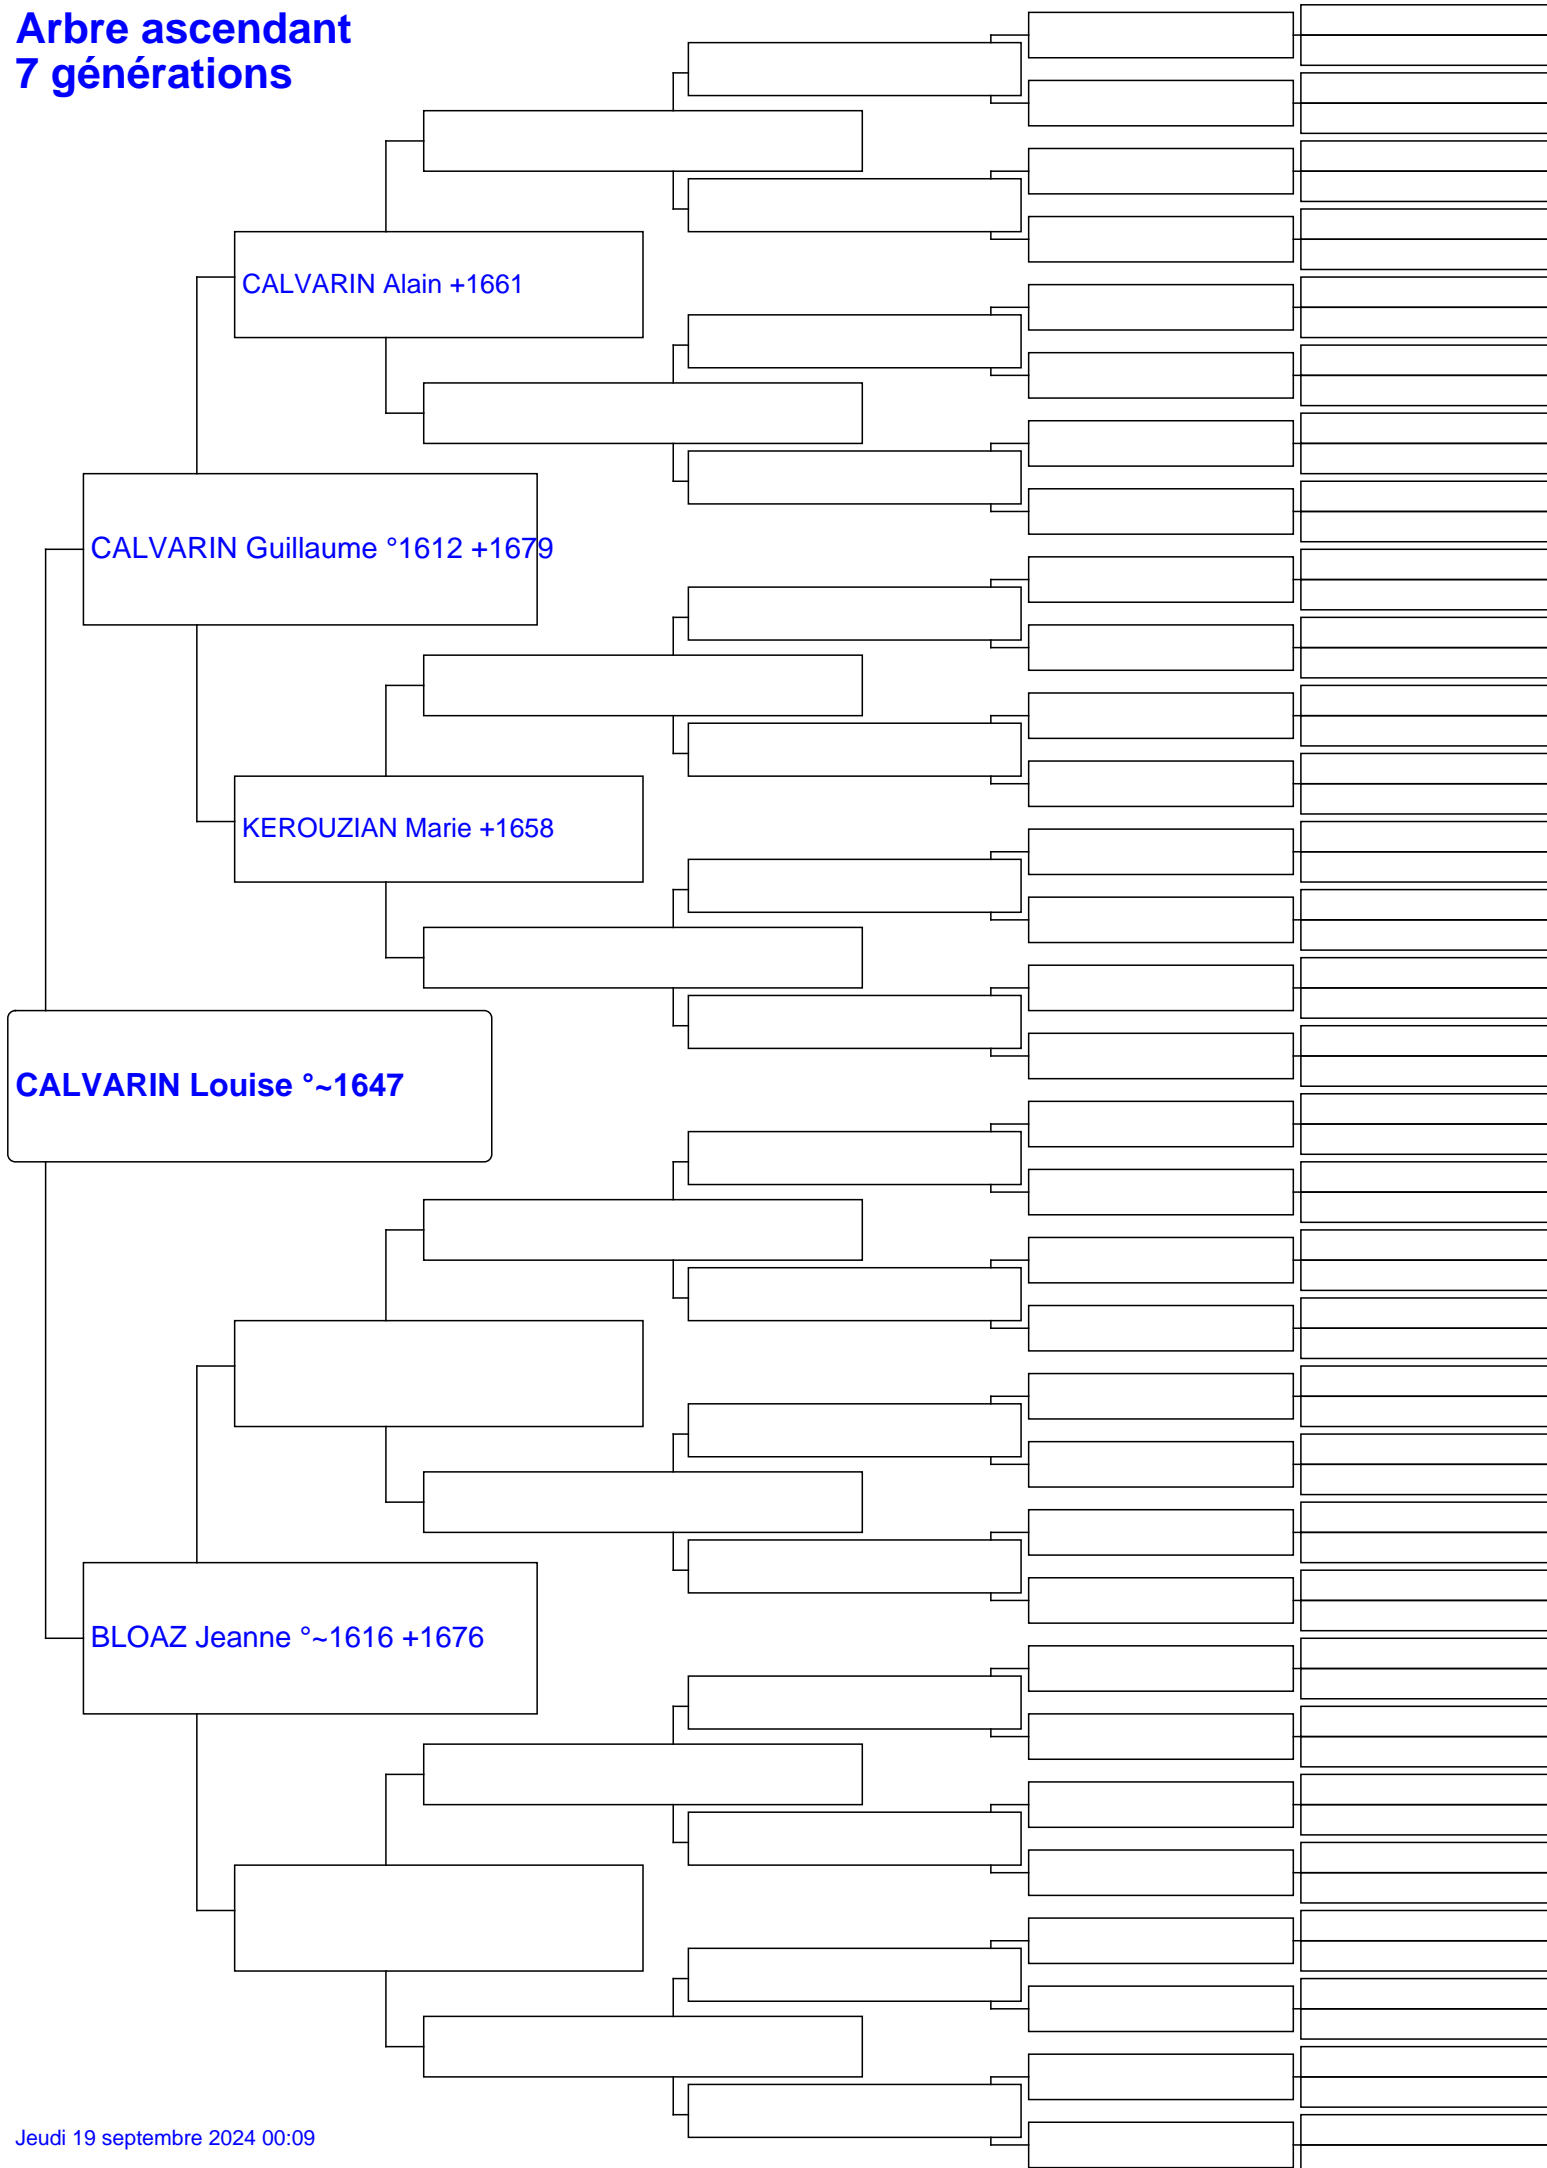 Arbre ascendant
7 générations
CALVARIN Alain +1661
CALVARIN Guillaume °1612 +1679
KEROUZIAN Marie +1658
CALVARIN Louise °~1647
BLOAZ Jeanne °~1616 +1676
Jeudi 19 septembre 2024 00:09